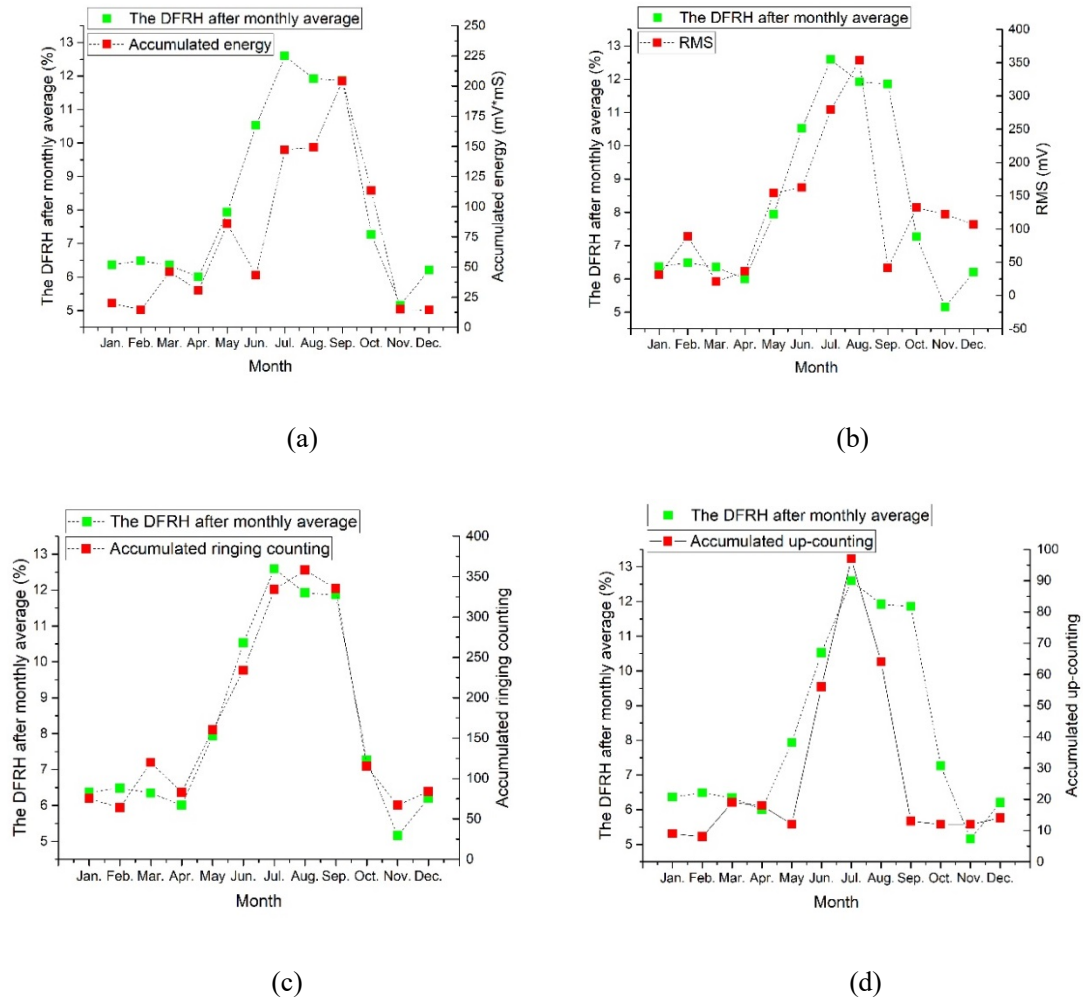 The DFRH after monthly average
Accumulated energy
The DFRH after monthly average (%)
13
12
11
10
9
8
7
6
5
250
225
200
175
150
125
100
75
50
25
0
Accumulated energy (mV*mS)
Jan. Feb. Mar. Apr. May Jun. Jul. Aug. Sep. Oct. Nov. Dec.
Month
(a)
The DFRH after monthly average
RMS
The DFRH after monthly average (%)
13
12
11
10
9
8
7
6
5
400
350
300
250
200
150
100
50
0
-50
RMS (mV)
Jan. Feb. Mar. Apr. May Jun. Jul. Aug. Sep. Oct. Nov. Dec.
Month
(b)
The DFRH after monthly average
Accumulated ringing counting
The DFRH after monthly average (%)
13
12
11
10
9
8
7
6
5
400
350
300
250
200
150
100
50
0
Accumulated ringing counting
Jan. Feb. Mar. Apr. May Jun. Jul. Aug. Sep. Oct. Nov. Dec.
Month
(c)
The DFRH after monthly average
Accumulated up-counting
The DFRH after monthly average (%)
13
12
11
10
9
8
7
6
5
100
90
80
70
60
50
40
30
20
10
0
Accumulated up-counting
Jan. Feb. Mar. Apr. May Jun. Jul. Aug. Sep. Oct. Nov. Dec.
Month
(d)